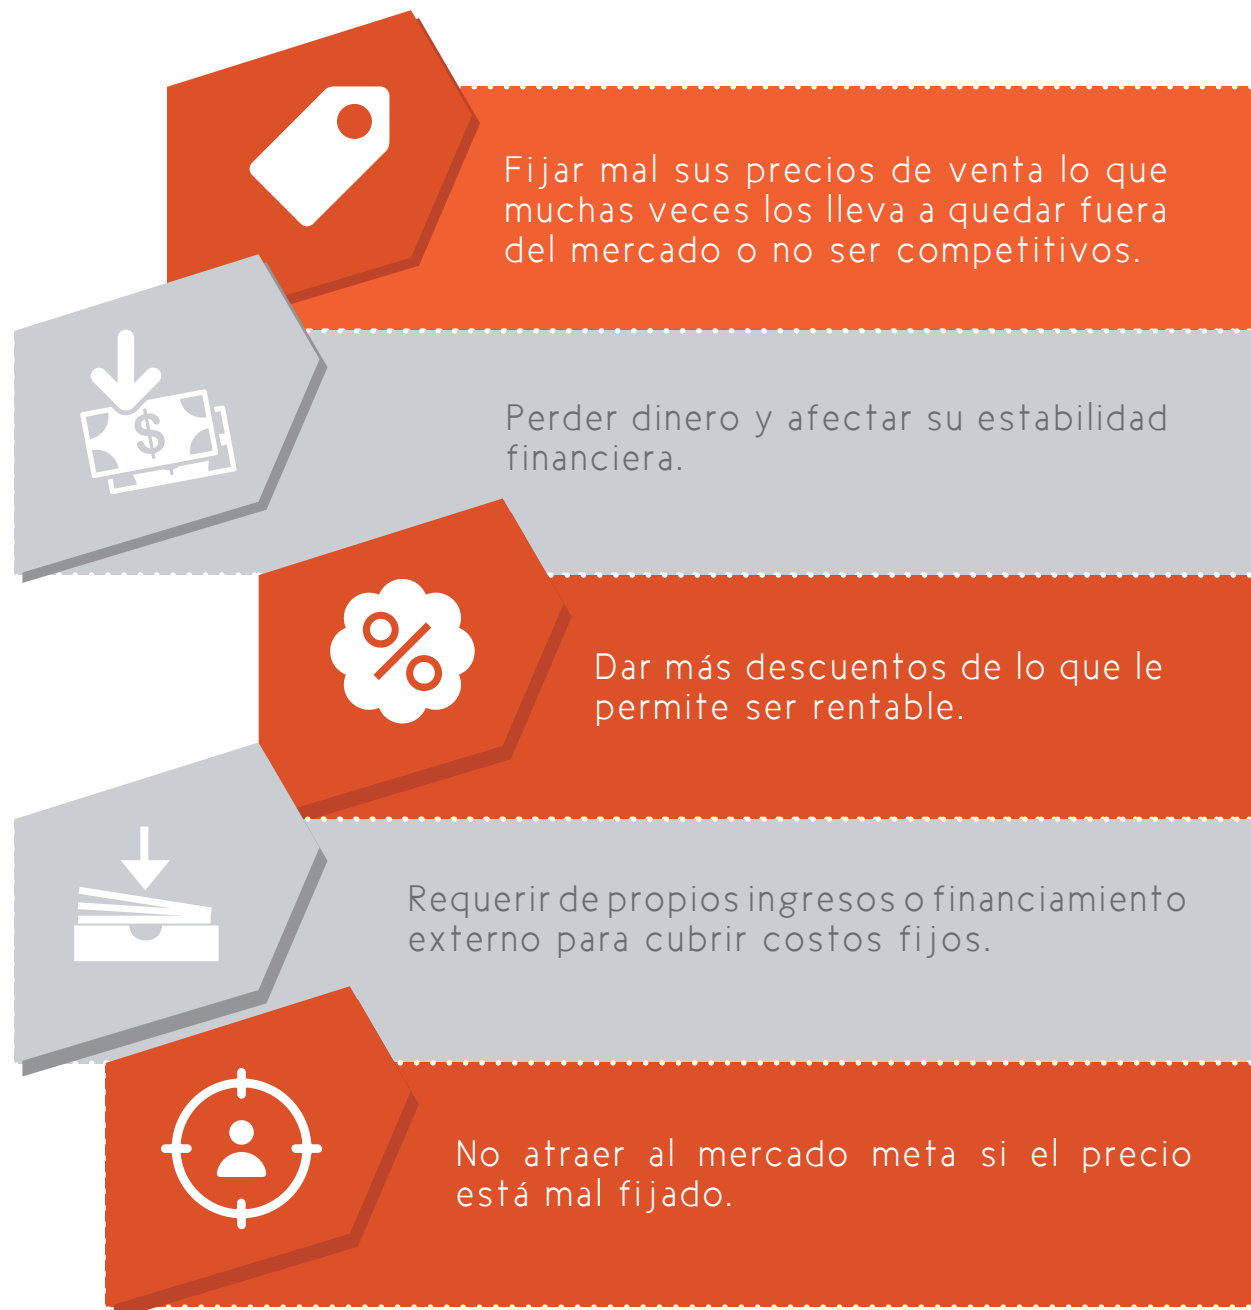 Fijar mal sus precios de venta lo que
muchas veces los lleva a quedar fuera
del mercado o no ser competitivos.
$
Perder dinero y afectar su estabilidad
financiera.
%
Dar más descuentos de lo que le
permite ser rentable.
Requerir de propios ingresos o financiamiento
externo para cubrir costos fijos.
No atraer al mercado meta si el precio
está mal fijado.